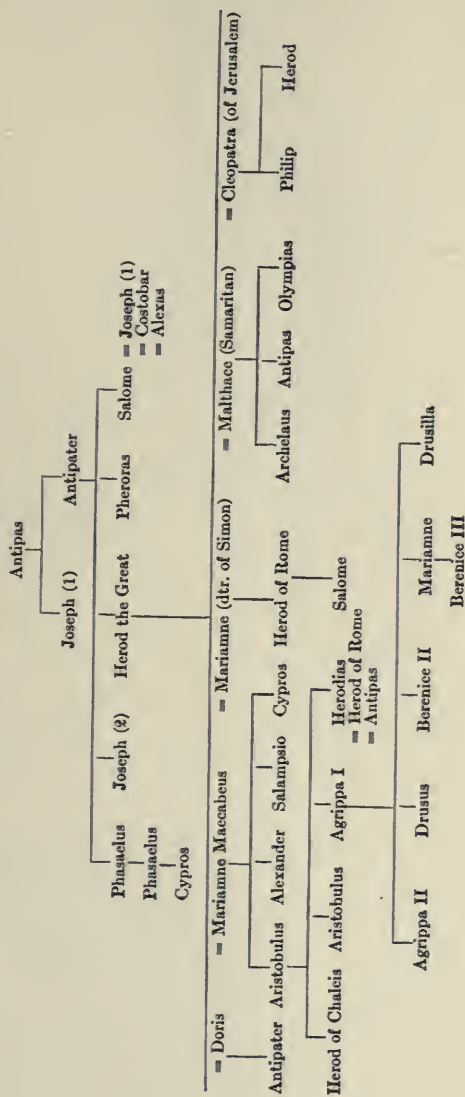 Antipas
Joseph (1) Antipater
Phasaelus Joseph (2) Herod the Great Pheroras Salome = Joseph (1)
= Costobar
= Alexas
Phasaelus
Cypros
= Doris = Mariamne Maccabeus = Mariamne (dtr. of Simon) = Malthace (Samaritan) = Cleopatra (of Jerusalem)
Antipater Aristobulus Alexander Salampsio Cypros Herod of Rome Archelaus Antipas Olympias Philip Herod
Herod of Chalcis Aristobulus Agrippa I Herodias Salome
= Herod of Rome
= Antipas
Agrippa II Drusus Berenice II Mariamne Drusilla
Berenice III